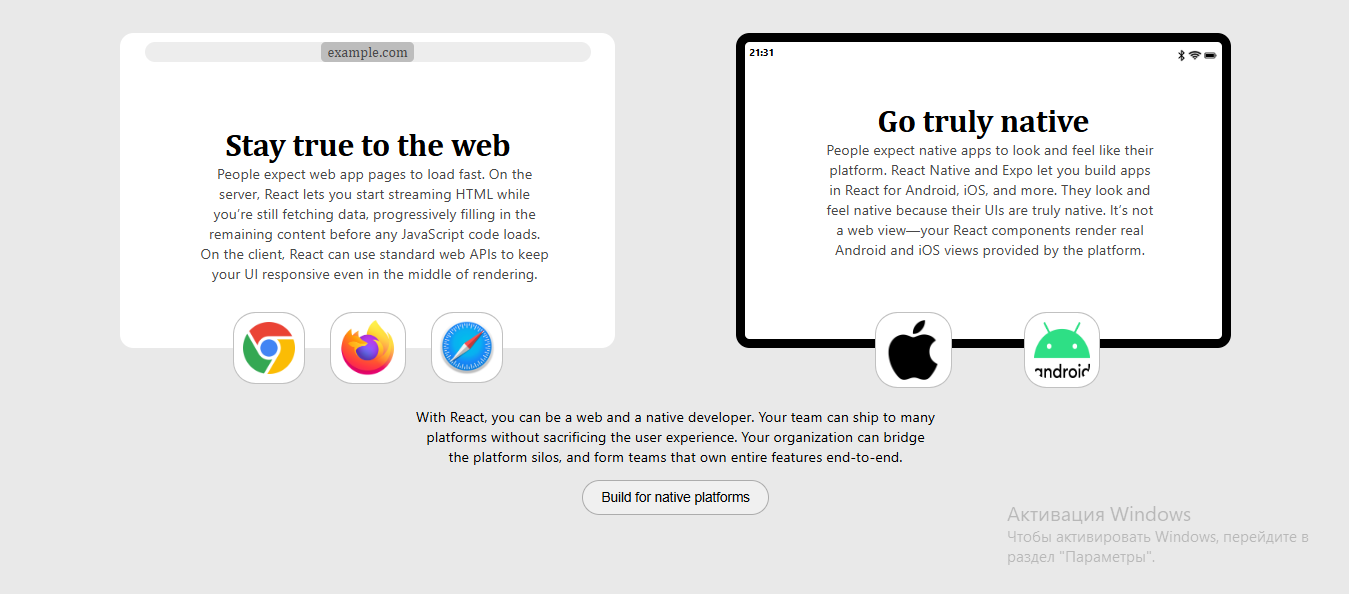 example.com
Stay true to the web
People expect web app pages to load fast. On the
server, React lets you start streaming HTML while
you’re still fetching data, progressively filling in the
remaining content before any JavaScript code loads.
On the client, React can use standard web APIs to keep
your UI responsive even in the middle of rendering.
21:31
Go truly native
People expect native apps to look and feel like their
platform. React Native and Expo let you build apps
in React for Android, iOS, and more. They look and
feel native because their UIs are truly native. It’s not
a web view—your React components render real
Android and iOS views provided by the platform.
android
With React, you can be a web and a native developer. Your team can ship to many
platforms without sacrificing the user experience. Your organization can bridge
the platform silos, and form teams that own entire features end-to-end.
Build for native platforms
Активация Windows
Чтобы активировать Windows, перейдите в
раздел "Параметры".